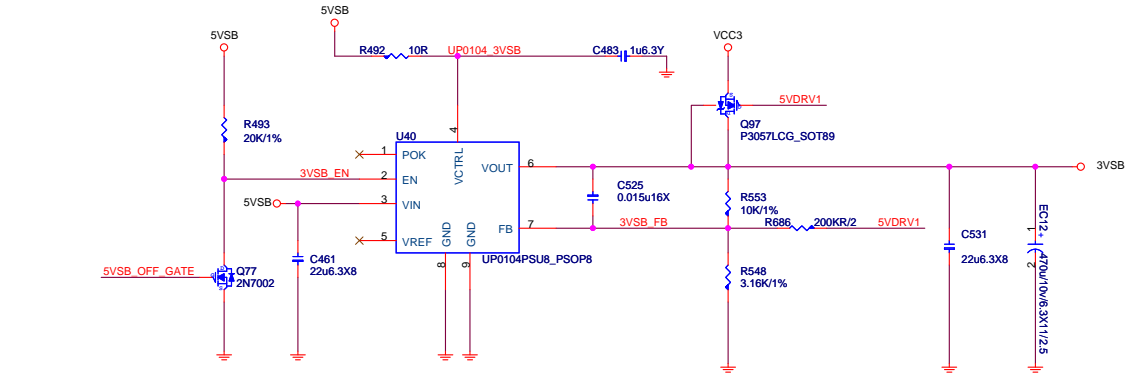 5VSB
5VSB
VCC3
R492
10R
UP0104_3VSB
C483
1u6.3Y
R493
20K/1%
4
Q97
P3057LCG_SOT89
5VDRV1
U40
1
POK
VCTRL
VOUT
6
3VSB
3VSB_EN
2
EN
C525
0.015u16X
R553
10K/1%
5VSB
3
VIN
5
VREF
GND
GND
FB
7
3VSB_FB
R686
200KR/2
5VDRV1
UP0104PSU8_PSOP8
8
9
5VSB_OFF_GATE
Q77
2N7002
C461
22u6.3X8
R548
3.16K/1%
C531
22u6.3X8
EC12
+
1
2
470u/10v/6.3X11/2.5